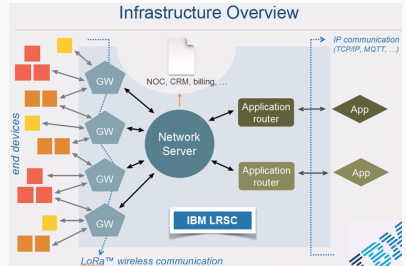 Infrastructure Overview
IP communication
(TCP/IP, MQTT, ...)
NOC, CRM, billing, ...
end devices
GW
GW
GW
GW
Network
Server
Application
router
App
Application
router
App
IBM LRSC
LoRa™ wireless communication